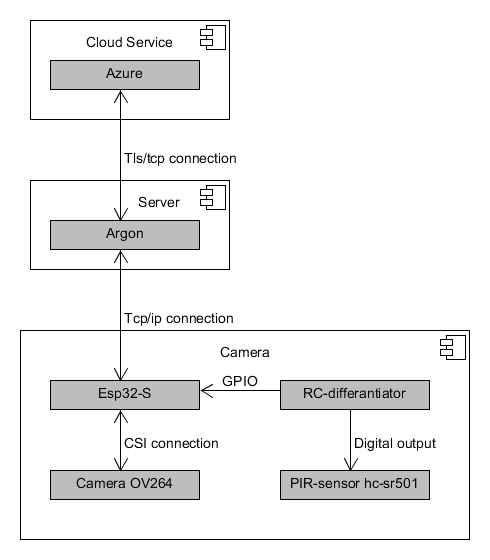 Cloud Service
Azure
Tls/tcp connection
Server
Argon
Tcp/ip connection
Camera
Esp32-S
GPIO
RC-differantiator
CSI connection
Digital output
Camera OV264
PIR-sensor hc-sr501